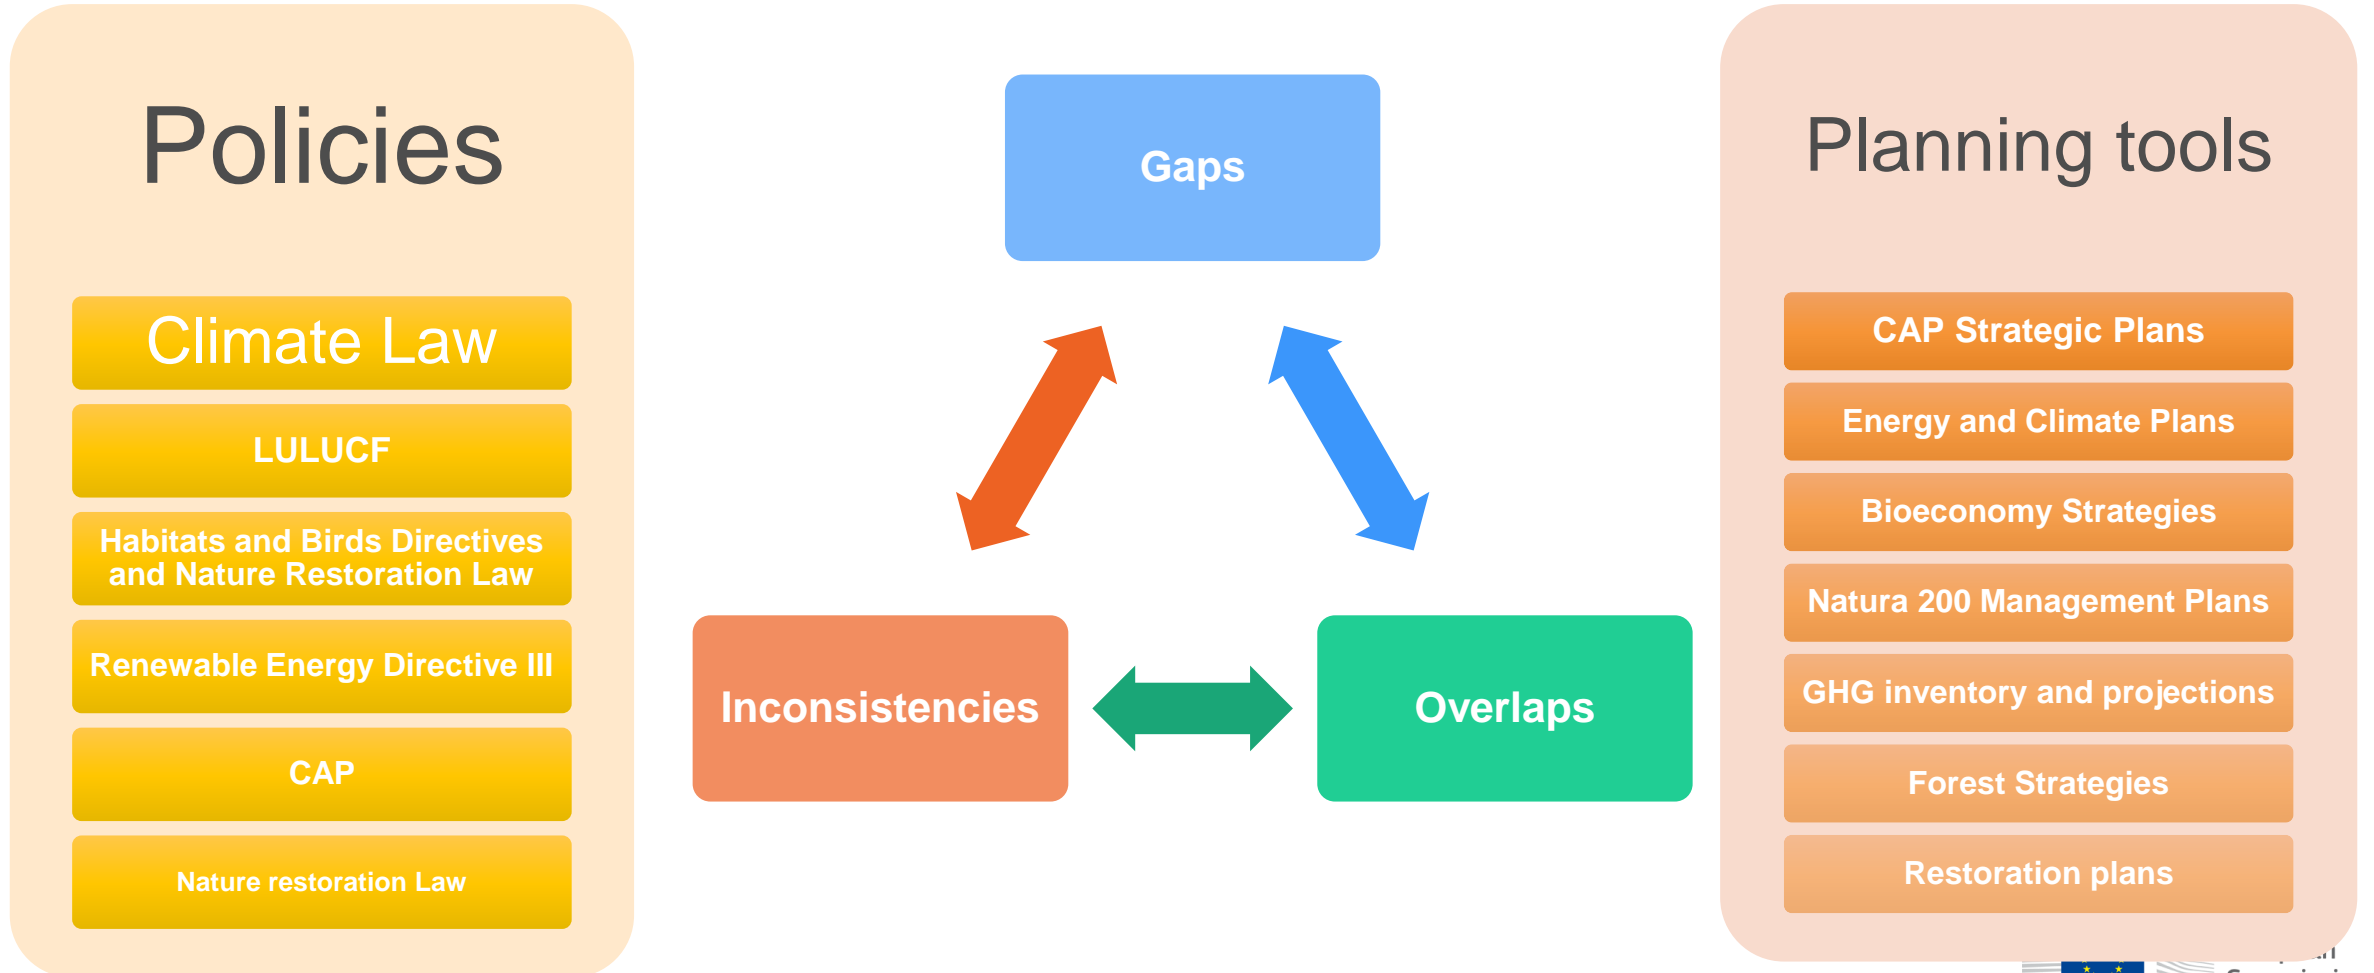 Policies
Climate Law
LULUCF
Habitats and Birds Directives
and Nature Restoration Law
Renewable Energy Directive III
CAP
Nature restoration Law
Gaps
Inconsistencies
Overlaps
Planning tools
CAP Strategic Plans
Energy and Climate Plans
Bioeconomy Strategies
Natura 200 Management Plans
GHG inventory and projections
Forest Strategies
Restoration plans